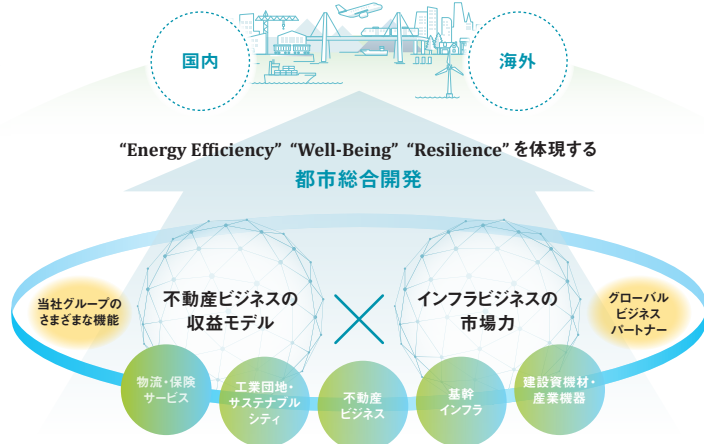 国内
海外
“Energy Efficiency” “Well-Being” “Resilience” を体現する
都市総合開発
当社グループの
さまざまな機能
不動産ビジネスの
収益モデル
×
インフラビジネスの
市場力
グローバル
ビジネス
パートナー
物流・保険
サービス
工業団地・
サステナブル
シティ
不動産
ビジネス
基幹
インフラ
建設資機材・
産業機器